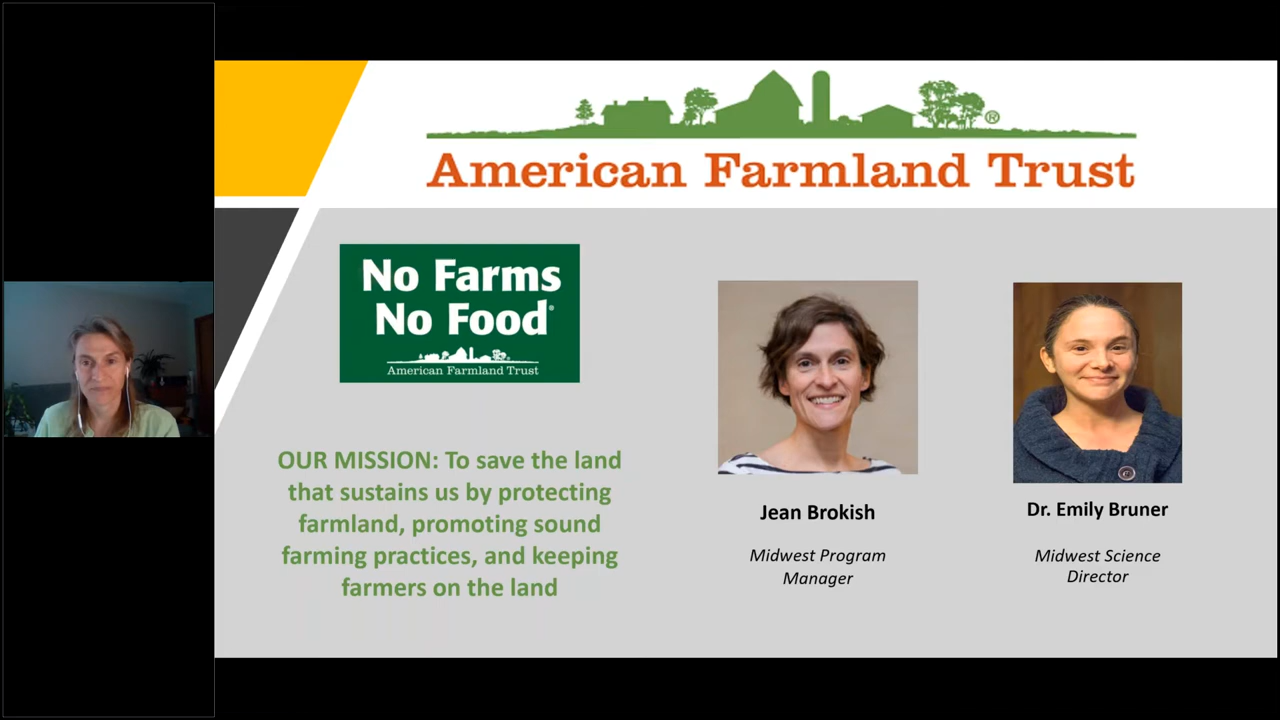 ®
American Farmland Trust
No Farms
No Food®
American Farmland Trust
OUR MISSION: To save the land
that sustains us by protecting
farmland, promoting sound
farming practices, and keeping
farmers on the land
Jean Brokish
Midwest Program
Manager
Dr. Emily Bruner
Midwest Science
Director